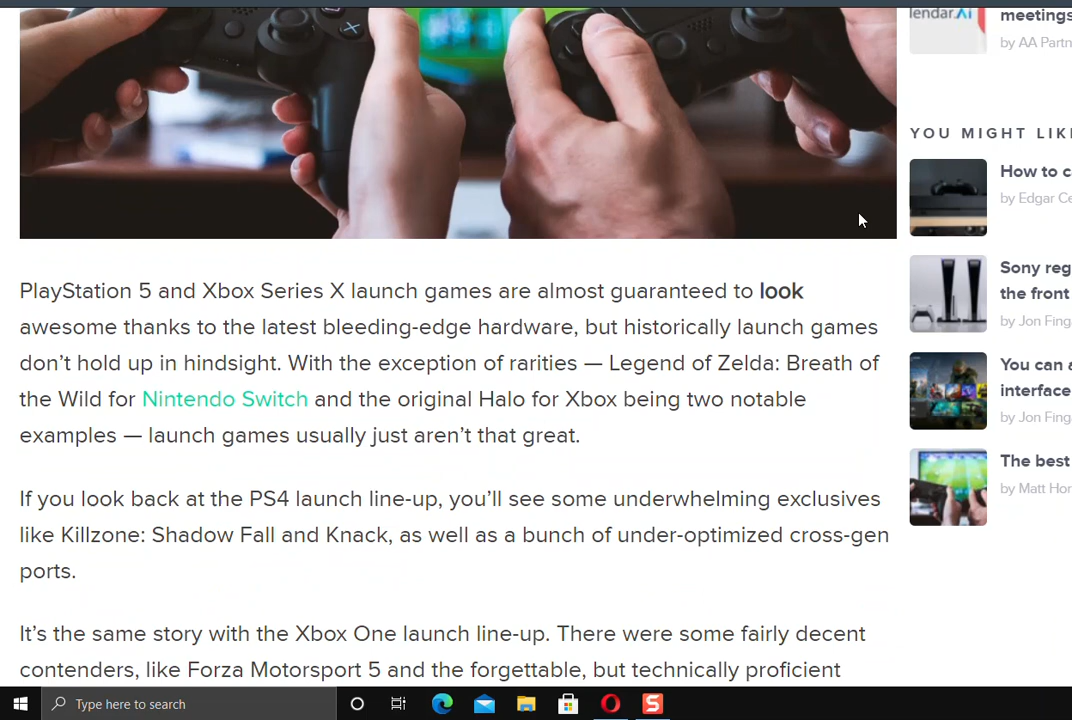 lendar.AI
meetings
by AA Partn
YOU MIGHT LIK
How to c
by Edgar Ce
Sony reg
the front
by Jon Fing
You can a
interface
by Jon Fing
The best
by Matt Hor
PlayStation 5 and Xbox Series X launch games are almost guaranteed to look
awesome thanks to the latest bleeding-edge hardware, but historically launch games
don’t hold up in hindsight. With the exception of rarities — Legend of Zelda: Breath of
the Wild for Nintendo Switch and the original Halo for Xbox being two notable
examples — launch games usually just aren’t that great.
If you look back at the PS4 launch line-up, you’ll see some underwhelming exclusives
like Killzone: Shadow Fall and Knack, as well as a bunch of under-optimized cross-gen
ports.
It’s the same story with the Xbox One launch line-up. There were some fairly decent
contenders, like Forza Motorsport 5 and the forgettable, but technically proficient
Type here to search